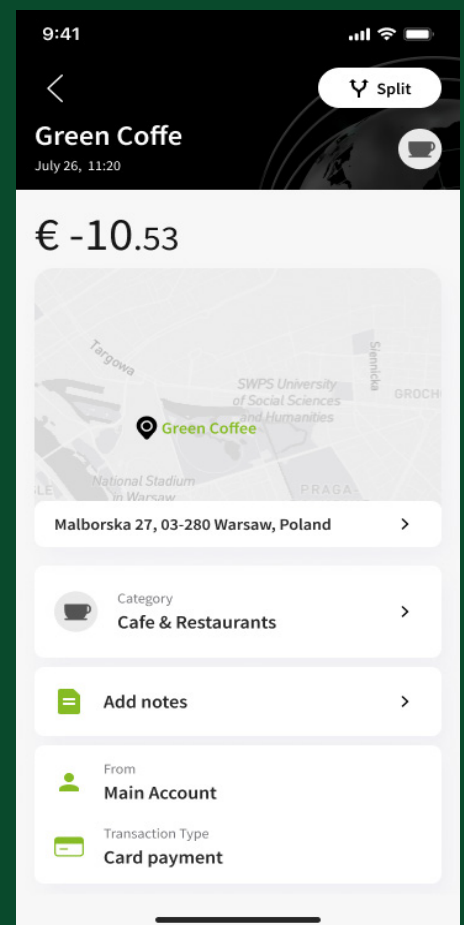 9:41
Split
Green Coffe
July 26, 11:20
€ -10.53
Targowa
Siennicka
SWPS University
of Social Sciences
and Humanities
GROCH
Green Coffee
National Stadium
in Warsaw
PRAGA-
LE
Malborska 27, 03-280 Warsaw, Poland
Category
Cafe & Restaurants
Add notes
From
Main Account
Transaction Type
Card payment